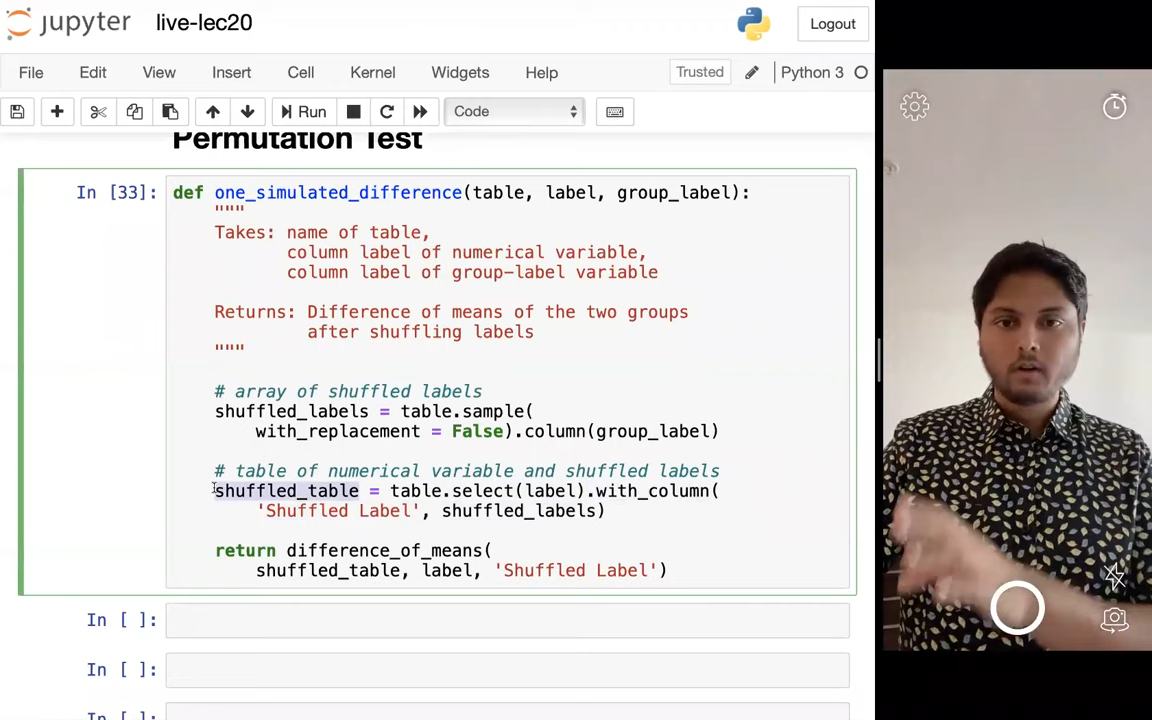 jupyter live-lec20 Logout
File Edit View Insert Cell Kernel Widgets Help Trusted Python 3
Run Code
Permutation Test
In [33]: def one_simulated_difference(table, label, group_label):
"""
Takes: name of table,
column label of numerical variable,
column label of group-label variable
Returns: Difference of means of the two groups
after shuffling labels
"""
# array of shuffled labels
shuffled_labels = table.sample(
with_replacement = False).column(group_label)
# table of numerical variable and shuffled labels
shuffled_table = table.select(label).with_column(
'Shuffled Label', shuffled_labels)
return difference_of_means(
shuffled_table, label, 'Shuffled Label')
In [ ]:
In [ ]:
In [ ]: